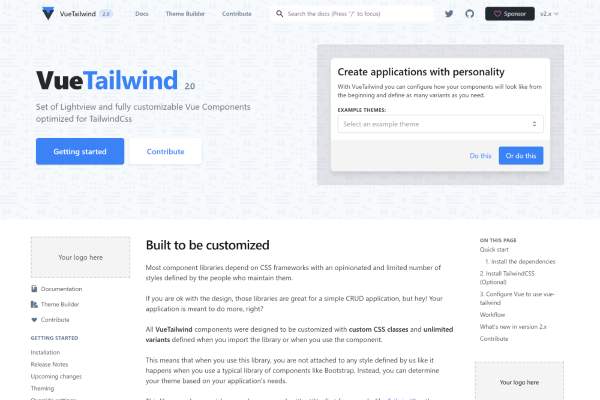 VueTailwind 2.0
Docs
Theme Builder
Contribute
Search the docs (Press "/" to focus)
Sponsor
v2.x
VueTailwind 2.0
Set of Lightview and fully customizable Vue Components
optimized for TailwindCss
Getting started
Contribute
Create applications with personality
With VueTailwind you can configure how your components will look like from
the beginning and define as many variants as you need.
EXAMPLE THEMES:
Select an example theme
Do this
Or do this
Your logo here
Documentation
Theme Builder
Contribute
GETTING STARTED
Installation
Release Notes
Upcoming changes
Theming
Built to be customized
Most component libraries depend on CSS frameworks with an opinionated and limited number of
styles defined by the people who maintain them.
If you are ok with the design, those libraries are great for a simple CRUD application, but hey! Your
application is meant to do more, right?
All VueTailwind components were designed to be customized with custom CSS classes and unlimited
variants defined when you import the library or when you use the component.
This means that when you use this library, you are not attached to any style defined by us like it
happens when you use a typical library of components like Bootstrap. Instead, you can determine
your theme based on your application's needs.
ON THIS PAGE
Quick start
1. Install the dependencies
2. Install TailwindCSS
(Optional)
3. Configure Vue to use vue-
tailwind
Workflow
What's new in version 2.x
Contribute
Your logo here